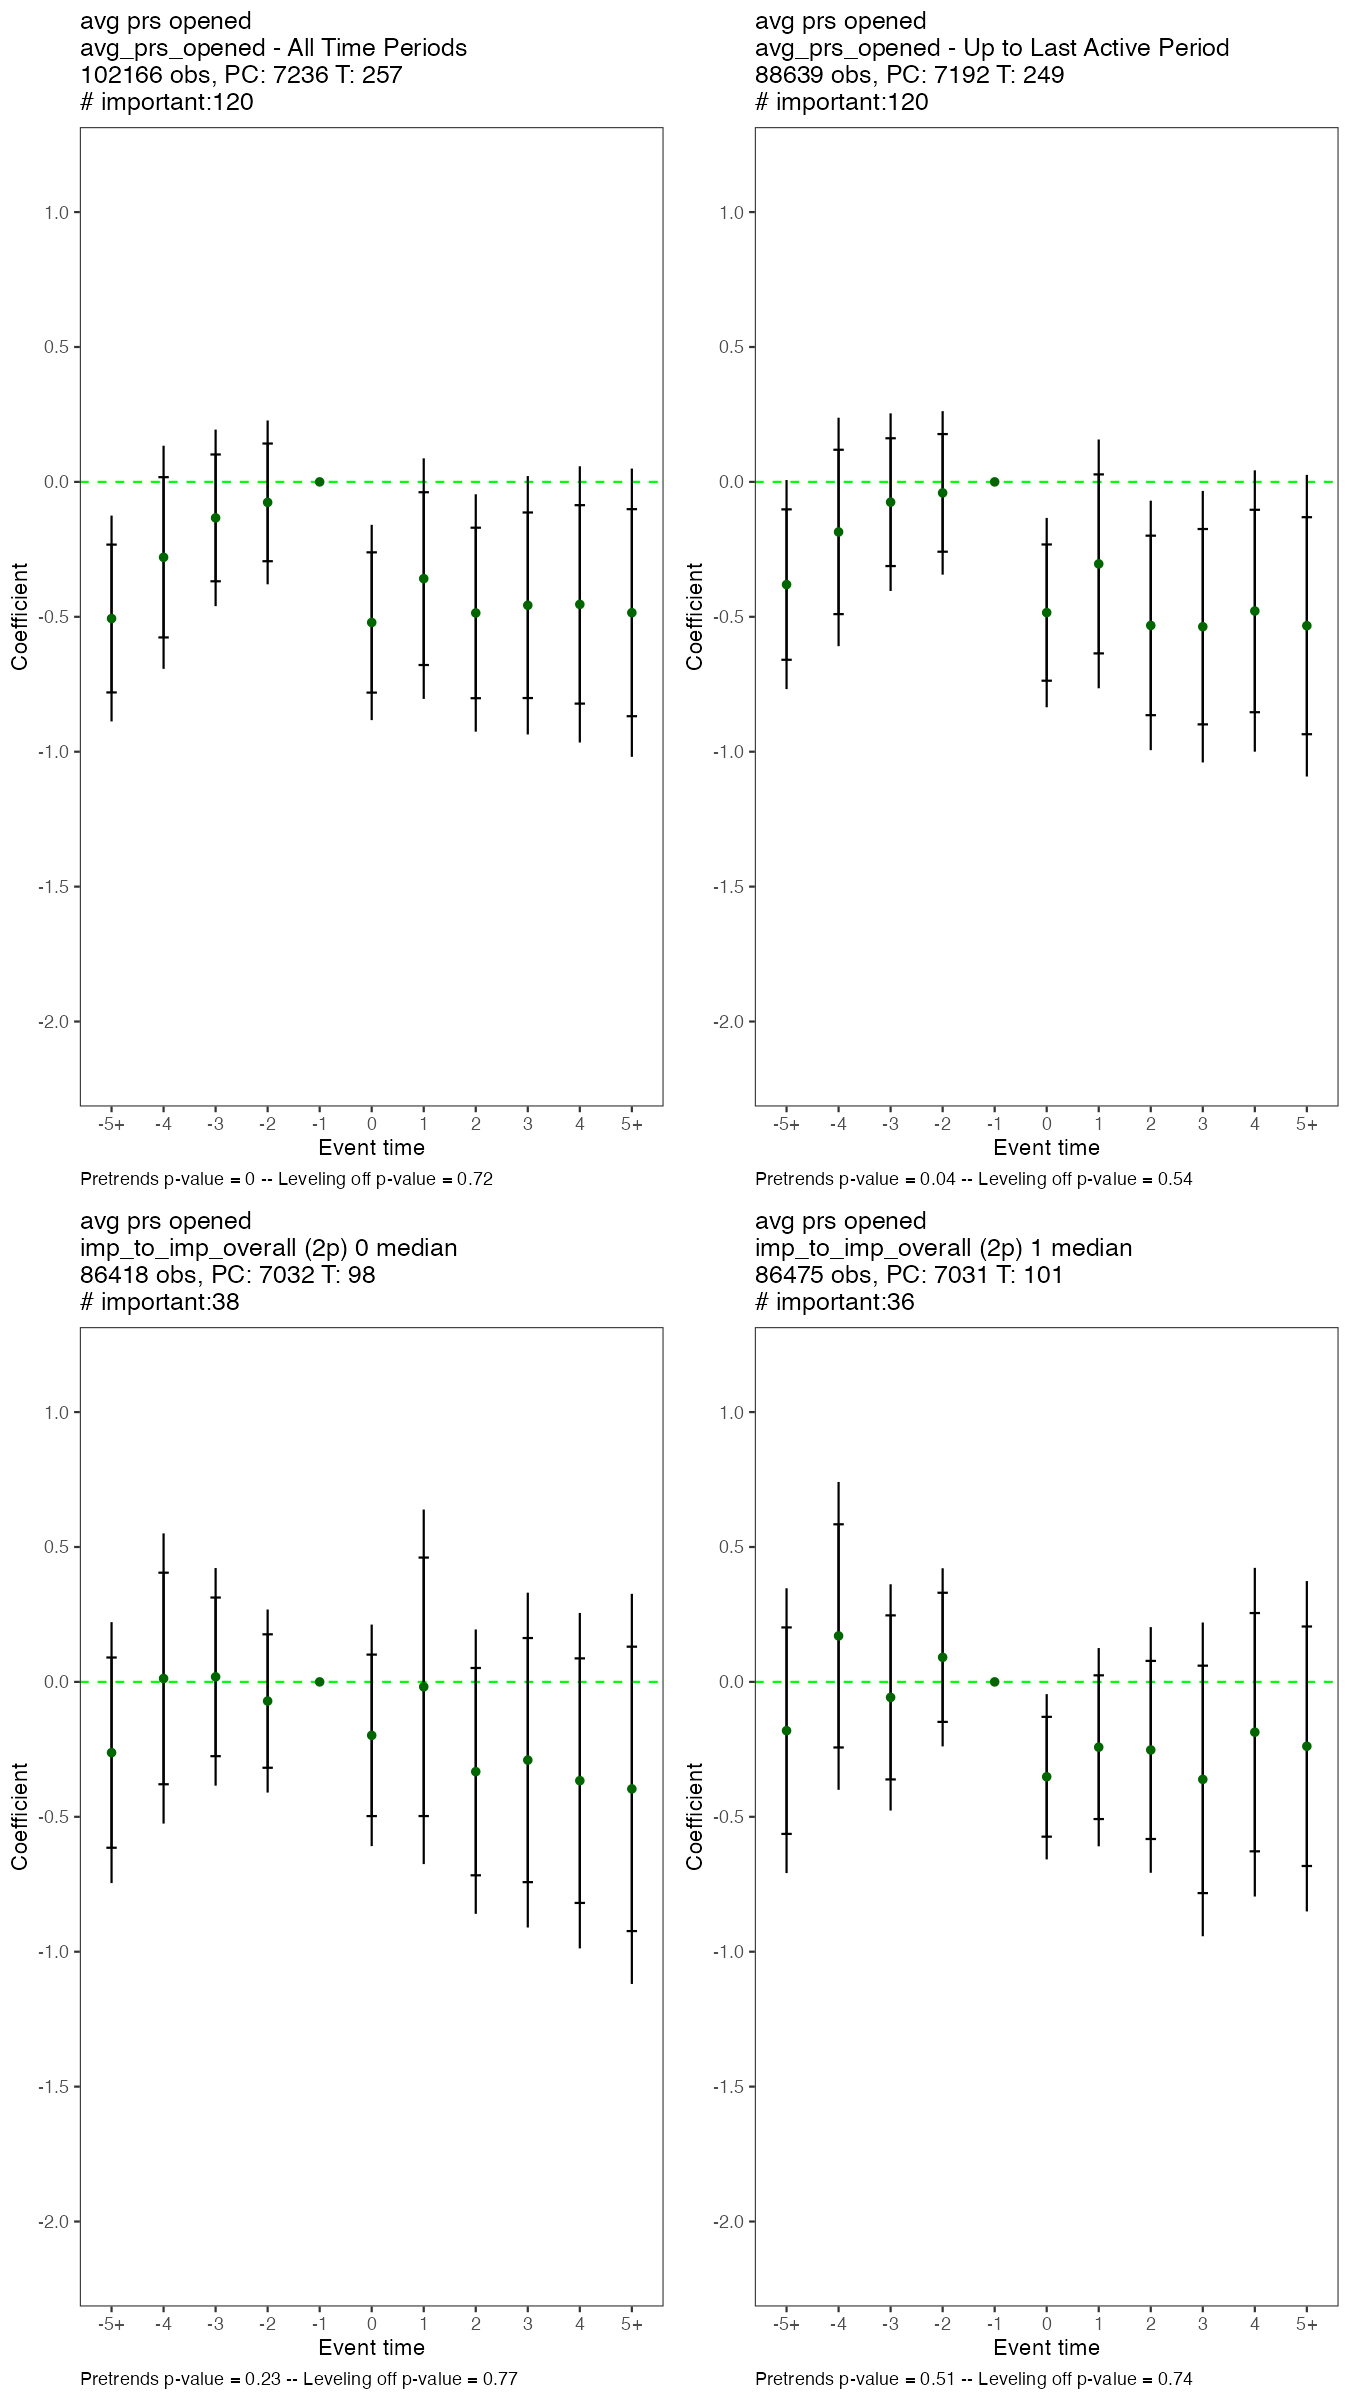 avg prs opened
avg_prs_opened - All Time Periods
102166 obs, PC: 7236 T: 257
# important:120
1.0
0.5
0.0
-0.5
-1.0
-1.5
-2.0
Coefficient
-5+ -4 -3 -2 -1 0 1 2 3 4 5+
Event time
Pretrends p-value = 0 -- Leveling off p-value = 0.72
avg prs opened
avg_prs_opened - Up to Last Active Period
88639 obs, PC: 7192 T: 249
# important:120
1.0
0.5
0.0
-0.5
-1.0
-1.5
-2.0
Coefficient
-5+ -4 -3 -2 -1 0 1 2 3 4 5+
Event time
Pretrends p-value = 0.04 -- Leveling off p-value = 0.54
avg prs opened
imp_to_imp_overall (2p) 0 median
86418 obs, PC: 7032 T: 98
# important:38
1.0
0.5
0.0
-0.5
-1.0
-1.5
-2.0
Coefficient
-5+ -4 -3 -2 -1 0 1 2 3 4 5+
Event time
Pretrends p-value = 0.23 -- Leveling off p-value = 0.77
avg prs opened
imp_to_imp_overall (2p) 1 median
86475 obs, PC: 7031 T: 101
# important:36
1.0
0.5
0.0
-0.5
-1.0
-1.5
-2.0
Coefficient
-5+ -4 -3 -2 -1 0 1 2 3 4 5+
Event time
Pretrends p-value = 0.51 -- Leveling off p-value = 0.74